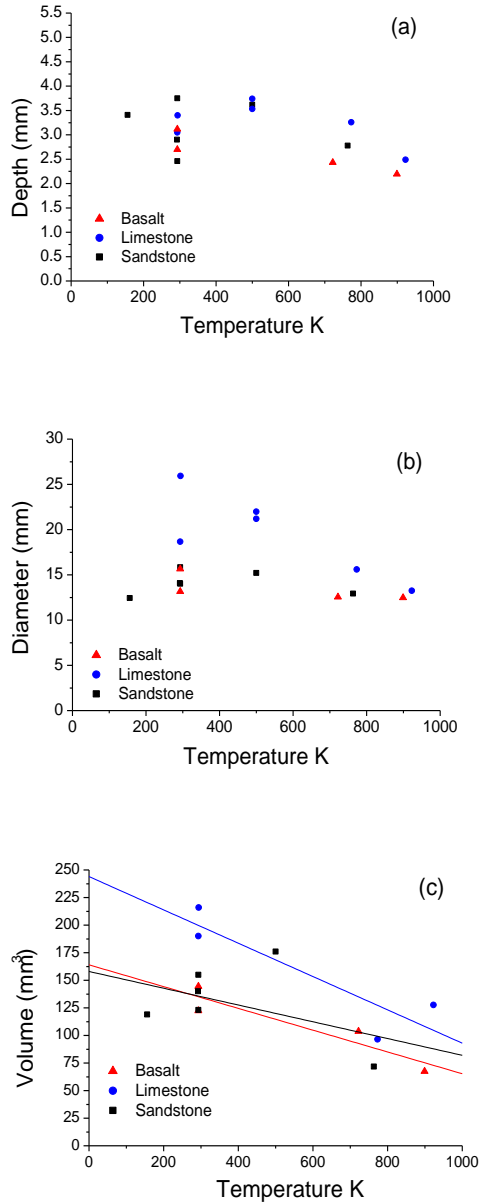 (a)
5.5
5.0
4.5
4.0
3.5
3.0
2.5
2.0
1.5
1.0
0.5
0.0
Depth (mm)
Basalt
Limestone
Sandstone
0 200 400 600 800 1000
Temperature K
(b)
30
25
20
15
10
5
0
Diameter (mm)
Basalt
Limestone
Sandstone
0 200 400 600 800 1000
Temperature K
(c)
250
225
200
175
150
125
100
75
50
25
0
Volume (mm³)
Basalt
Limestone
Sandstone
0 200 400 600 800 1000
Temperature K